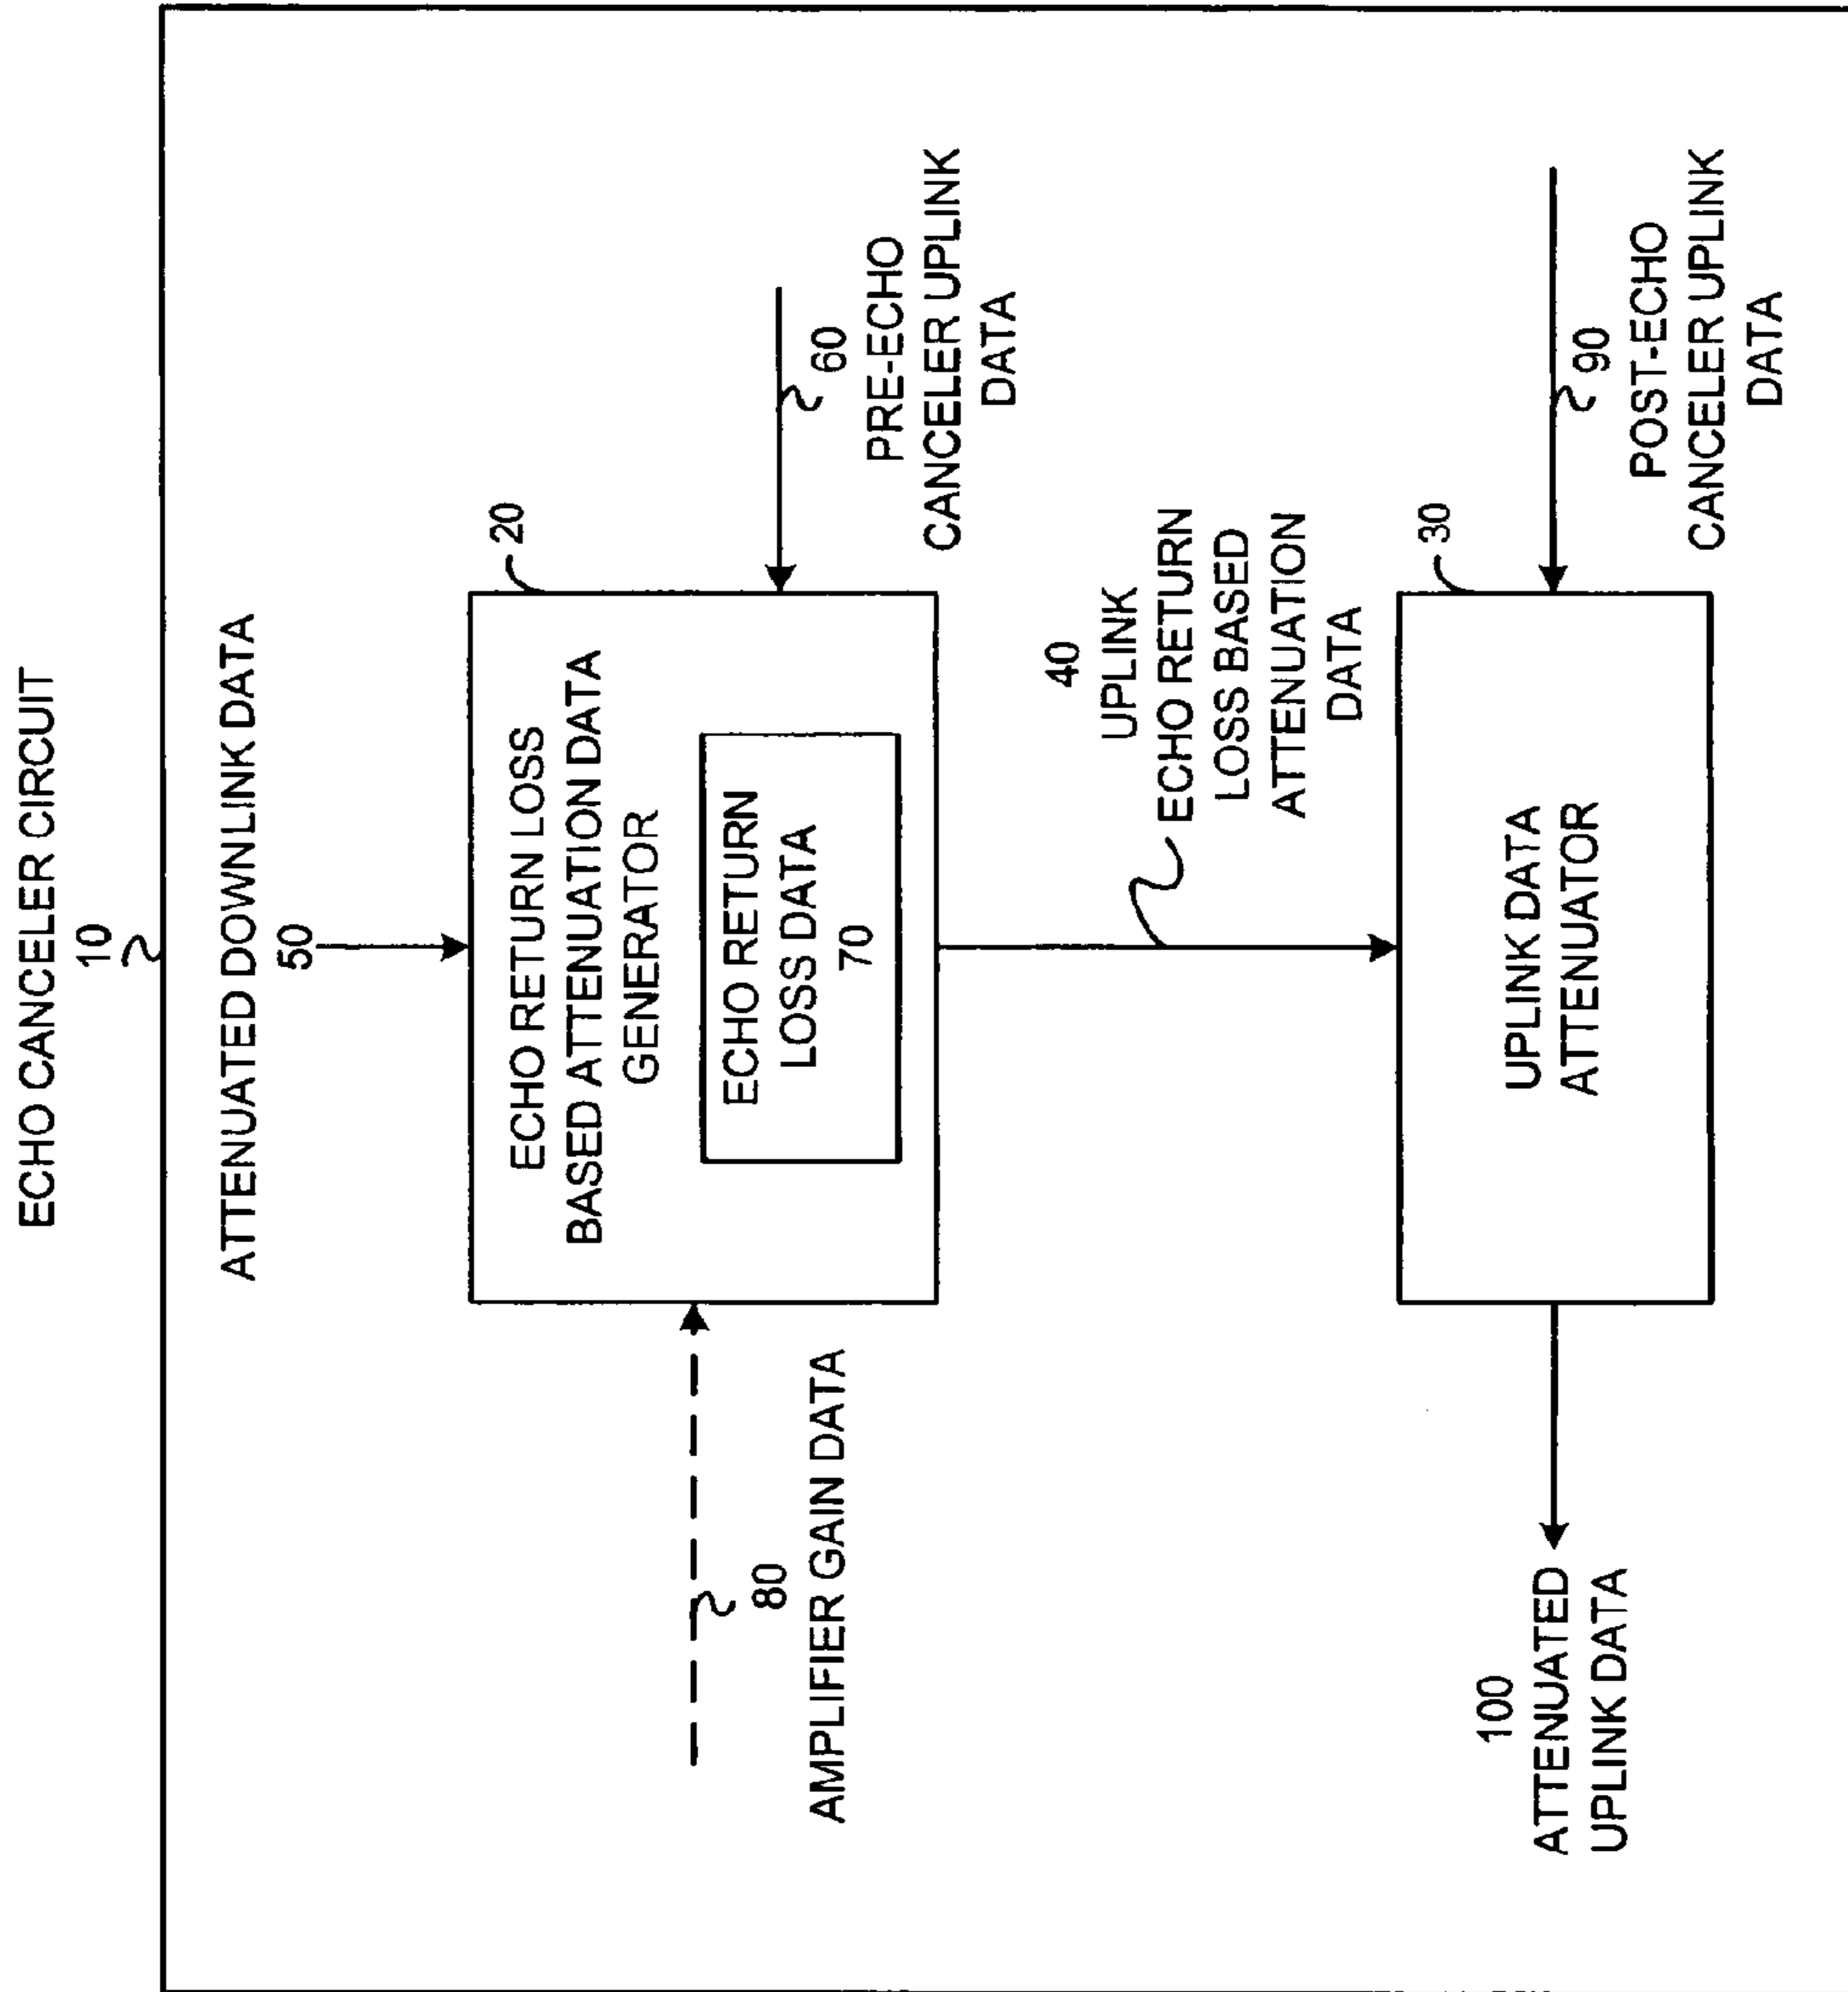 ECHO CANCELER CIRCUIT
10
ATTENUATED DOWNLINK DATA
50
20
ECHO RETURN LOSS
BASED ATTENUATION DATA
GENERATOR
ECHO RETURN
LOSS DATA
70
80
AMPLIFIER GAIN DATA
60
PRE-ECHO
CANCELER UPLINK
DATA
40
UPLINK
ECHO RETURN
LOSS BASED
ATTENUATION
DATA
30
UPLINK DATA
ATTENUATOR
100
ATTENUATED
UPLINK DATA
90
POST-ECHO
CANCELER UPLINK
DATA